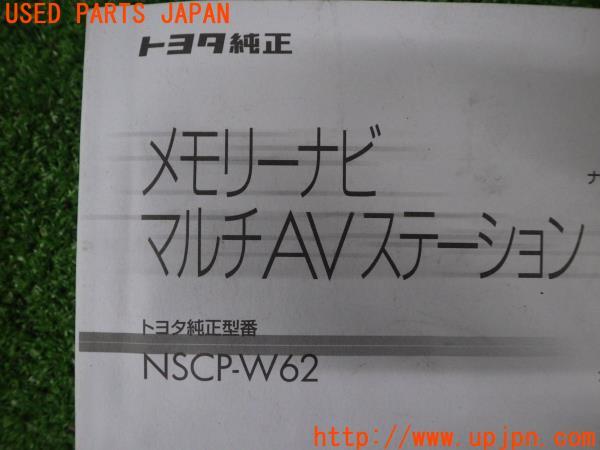 USED PARTS JAPAN
トヨタ純正
メモリーナビ
ナ
マルチAVステーション
トヨタ純正型番
NSCP-W62
http://www.upjpn.com/